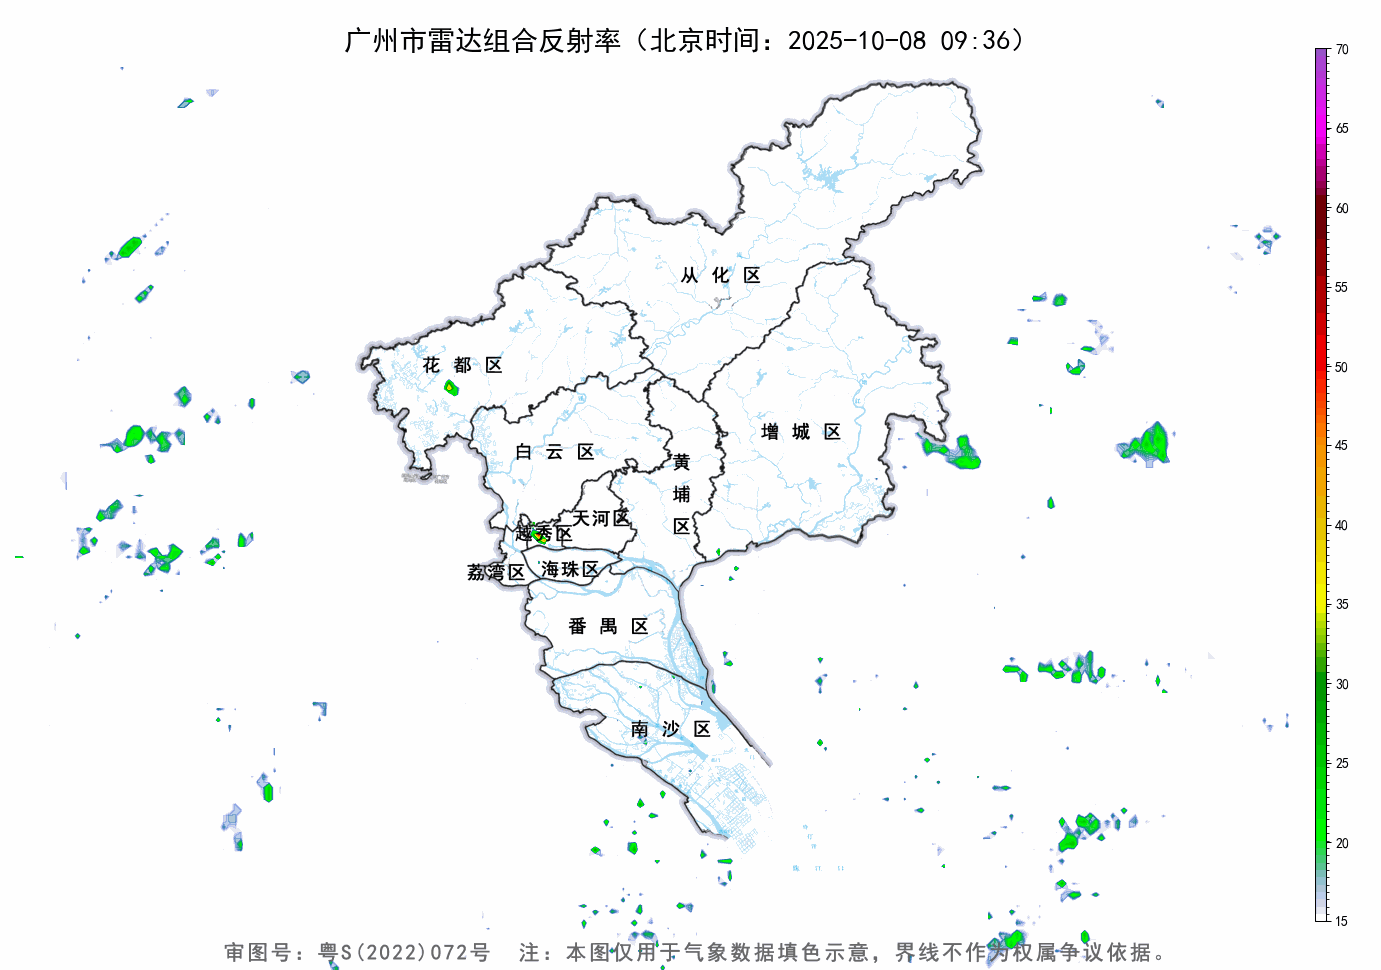 广州市雷达组合反射率（北京时间：2025-10-08 09:36）
70
65
60
55
50
45
40
35
30
25
20
15
从化区
花都区
增城区
白云区
黄埔区
天河区
越秀区
荔湾区
海珠区
番禺区
南沙区
审图号：粤S(2022)072号 注：本图仅用于气象数据填色示意，界线不作为权属争议依据。